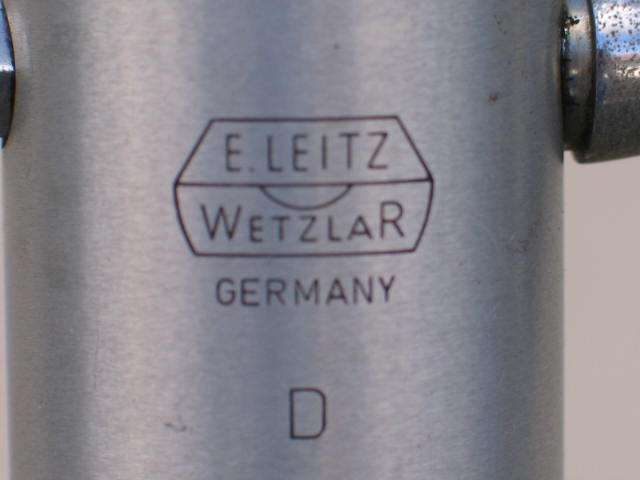 E. LEITZ
WETZLAR
GERMANY
D